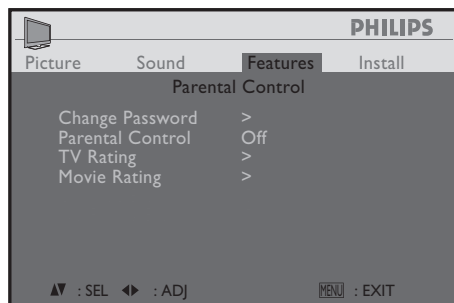 PHILIPS
Picture Sound Features Install
Parental Control
Change Password >
Parental Control Off
TV Rating >
Movie Rating >
: SEL : ADJ MENU : EXIT